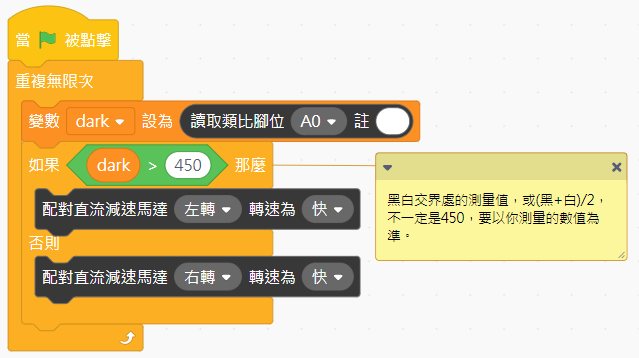 當 被點擊
重複無限次
變數 dark 設為 讀取類比腳位 A0 註
如果 dark > 450 那麼
配對直流減速馬達 左轉 轉速為 快
否則
配對直流減速馬達 右轉 轉速為 快
黑白交界處的測量值，或(黑+白)/2，
不一定是450，要以你測量的數值為
準。